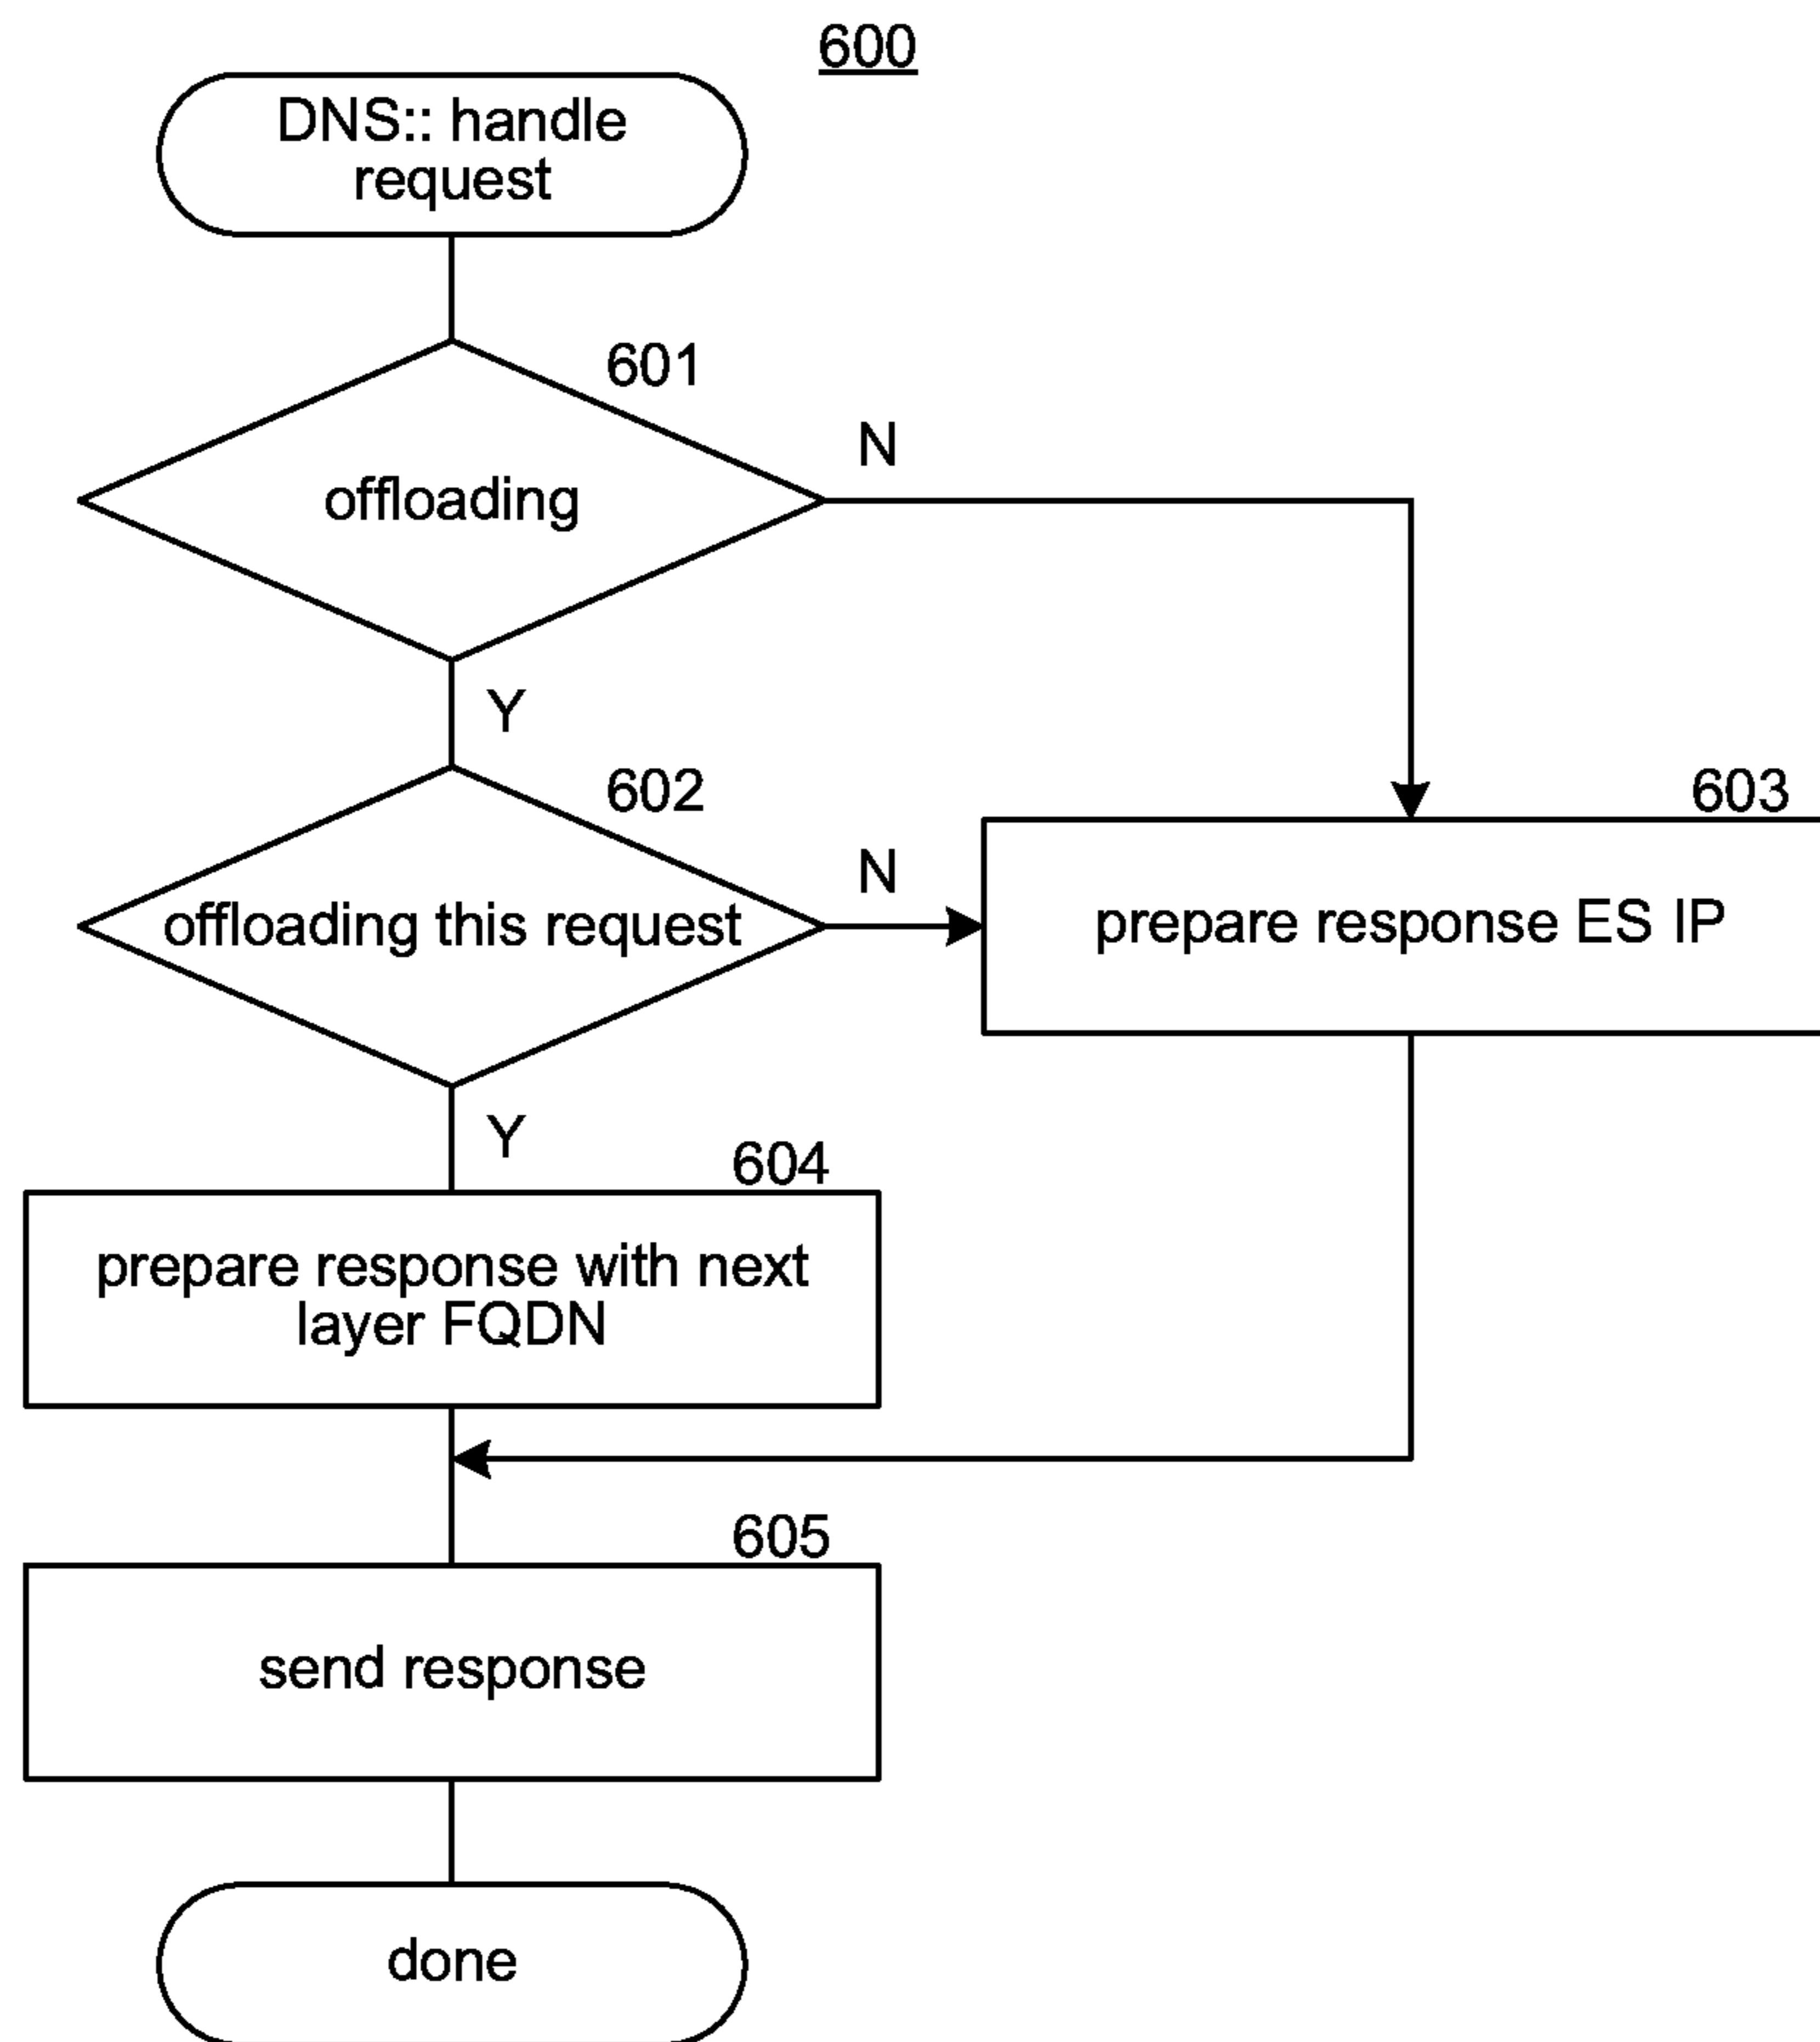 600
DNS:: handle
request
601
offloading
N
Y
602
offloading this request
N
603
prepare response ES IP
Y
604
prepare response with next
layer FQDN
605
send response
done